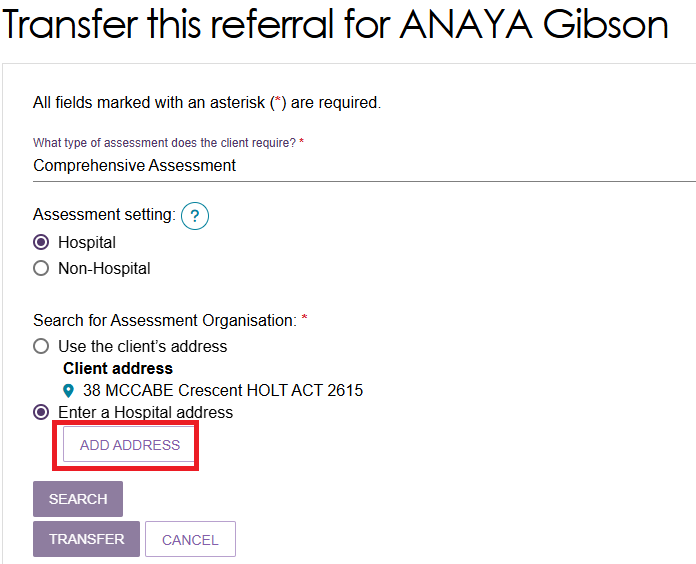 Transfer this referral for ANAYA Gibson
All fields marked with an asterisk (*) are required.
What type of assessment does the client require? *
Comprehensive Assessment
Assessment setting: ?
Hospital
Non-Hospital
Search for Assessment Organisation: *
Use the client’s address
Client address
38 MCCABE Crescent HOLT ACT 2615
Enter a Hospital address
ADD ADDRESS
SEARCH
TRANSFER CANCEL